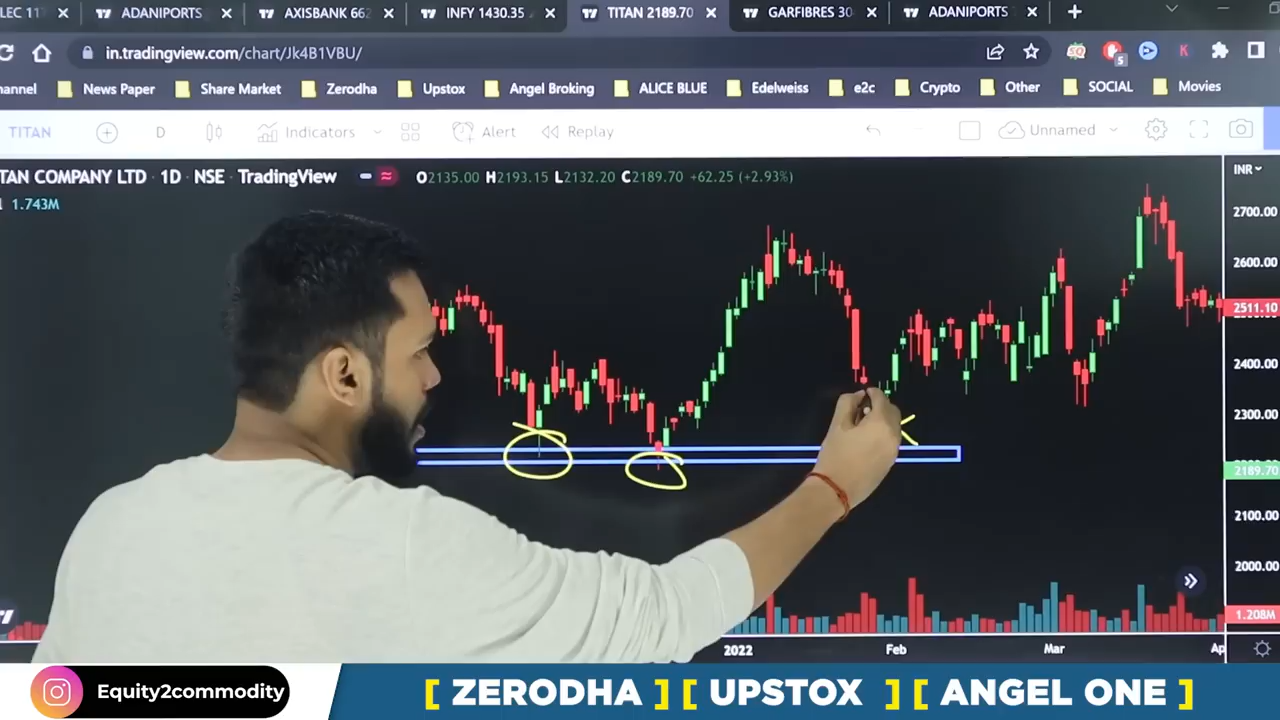 LEC 117
ADANIPORTS
AXISBANK 662
INFY 1430.35
TITAN 2189.70
GARFIBRES 30
ADANIPORTS
in.tradingview.com/chart/Jk4B1VBU/
hannel
News Paper
Share Market
Zerodha
Upstox
Angel Broking
ALICE BLUE
Edelweiss
e2c
Crypto
Other
SOCIAL
Movies
TITAN
D
Indicators
Alert
Replay
Unnamed
TAN COMPANY LTD · 1D · NSE · TradingView
O2135.00 H2193.15 L2132.20 C2189.70 +62.25 (+2.93%)
INR
1.743M
2700.00
2600.00
2511.10
2400.00
2300.00
2189.70
2100.00
2000.00
1.208M
2022
Feb
Mar
Ap
Equity2commodity
[ ZERODHA ] [ UPSTOX ] [ ANGEL ONE ]